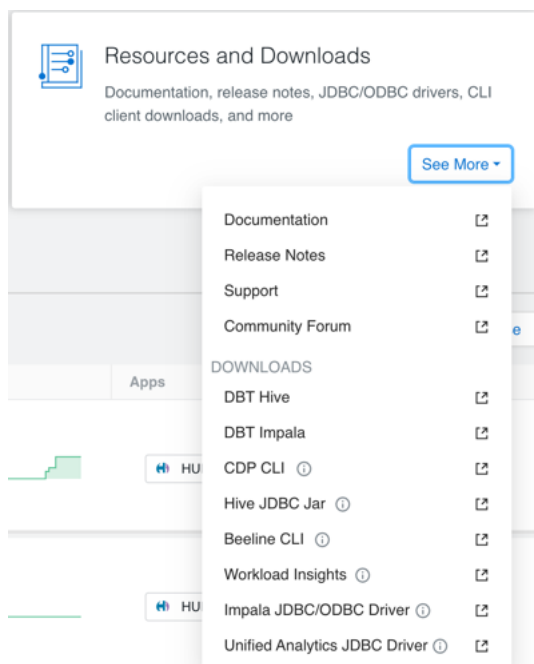 Resources and Downloads
Documentation, release notes, JDBC/ODBC drivers, CLI
client downloads, and more
See More
Documentation
Release Notes
Support
Community Forum
e
DOWNLOADS
Apps
DBT Hive
DBT Impala
CDP CLI
HU
Hive JDBC Jar
Beeline CLI
Workload Insights
HU
Impala JDBC/ODBC Driver
Unified Analytics JDBC Driver